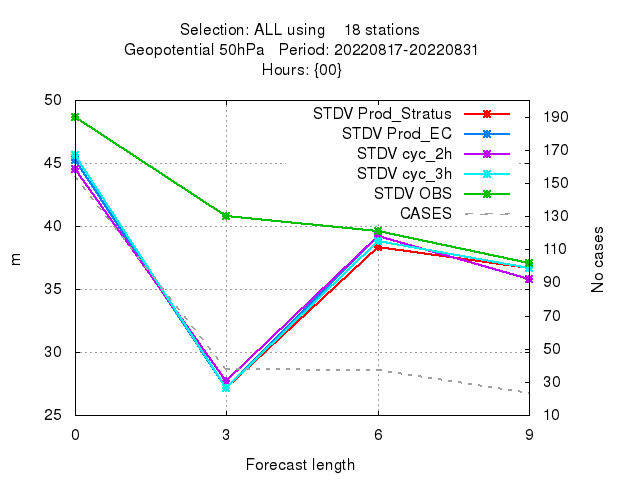 Selection: ALL using 18 stations
Geopotential 50hPa Period: 20220817-20220831
Hours: {00}
50
45
40
35
30
25
m
STDV Prod_Stratus
STDV Prod_EC
STDV cyc_2h
STDV cyc_3h
STDV OBS
CASES
190
170
150
130
110
90
70
50
30
10
No cases
0 3 6 9
Forecast length